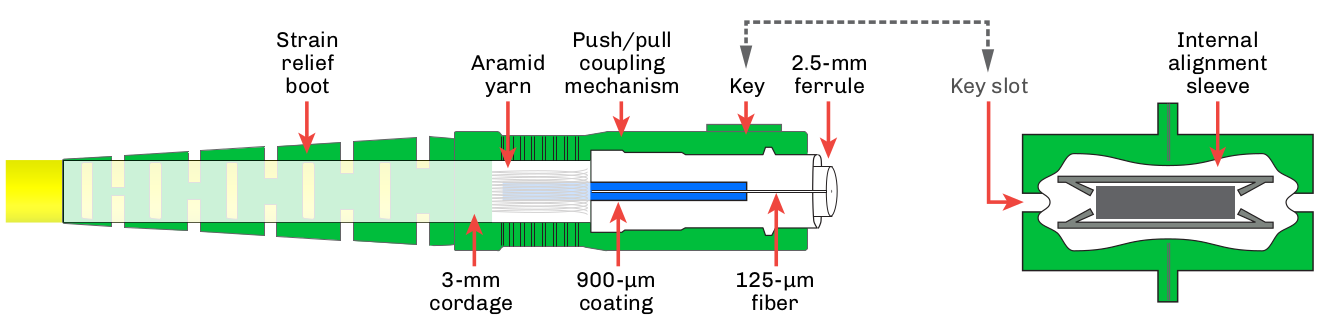 Strain
relief
boot
Aramid
yarn
Push/pull
coupling
mechanism
Key
2.5-mm
ferrule
Key slot
Internal
alignment
sleeve
3-mm
cordage
900-µm
coating
125-µm
fiber